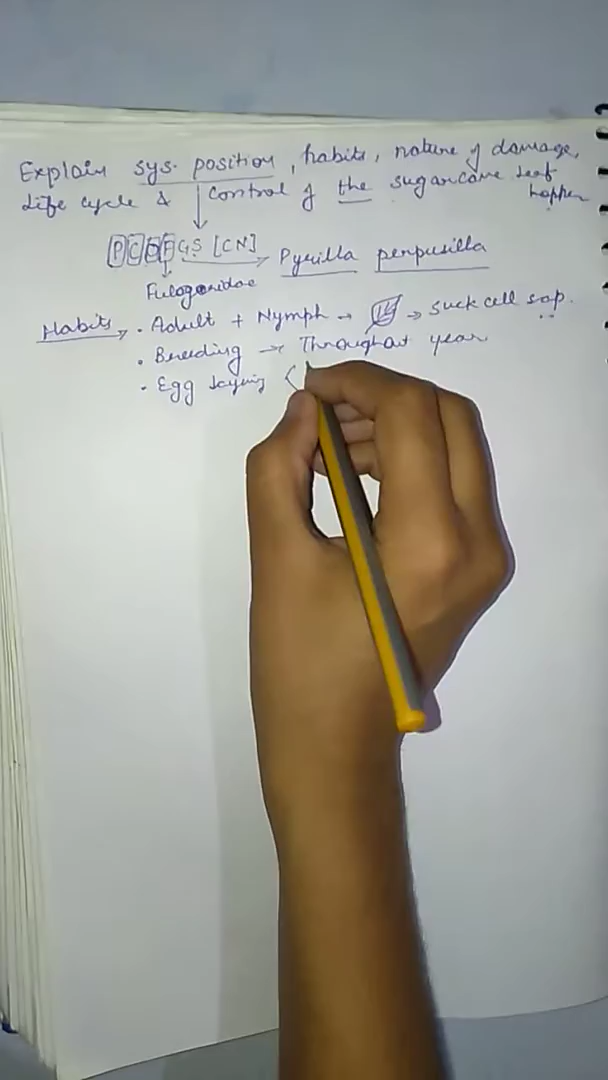 Explain sys. position, habits, nature of damage,
Life cycle & control of the sugarcane leaf
hopper
PCOFGS [CN] → Pyrilla perpusilla
Fulogoridae
Habits → . Adult + Nymph → → suck cell sap.
. Breeding → Throughout year
. Egg laying